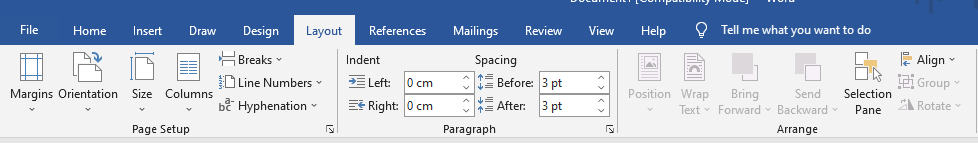 Word
File Home Insert Draw Design Layout References Mailings Review View Help Tell me what you want to do
Margins Orientation Size Columns
Breaks
Line Numbers
bc Hyphenation
Page Setup
Indent Spacing
Left: 0 cm Before: 3 pt
Right: 0 cm After: 3 pt
Paragraph
Position Wrap Text Bring Forward Send Backward Selection Pane
Align
Group
Rotate
Arrange